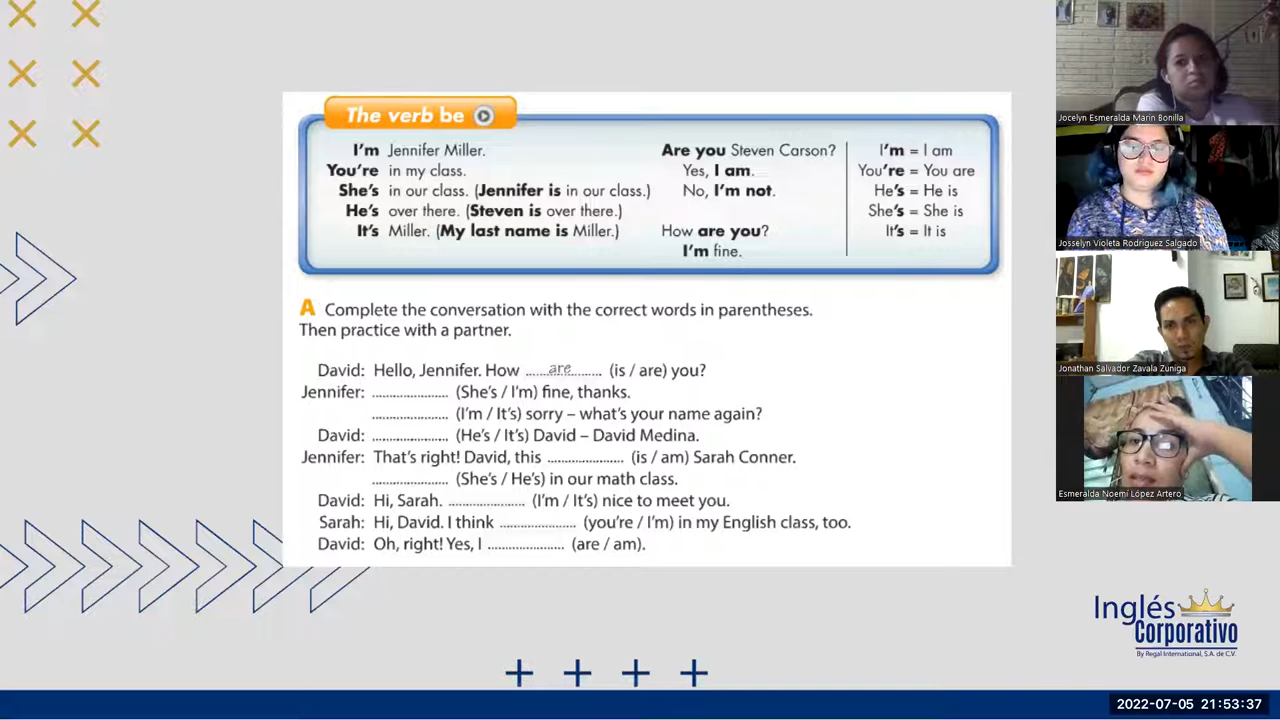 The verb be
I'm Jennifer Miller.
You're in my class.
She's in our class. (Jennifer is in our class.)
He's over there. (Steven is over there.)
It's Miller. (My last name is Miller.)
Are you Steven Carson?
Yes, I am.
No, I'm not.
How are you?
I'm fine.
I'm = I am
You're = You are
He's = He is
She's = She is
It's = It is
A Complete the conversation with the correct words in parentheses.
Then practice with a partner.
David: Hello, Jennifer. How ....are.... (is / are) you?
Jennifer: .................. (She's / I'm) fine, thanks.
.................. (I'm / It's) sorry – what's your name again?
David: .................. (He's / It's) David – David Medina.
Jennifer: That's right! David, this .................. (is / am) Sarah Conner.
.................. (She's / He's) in our math class.
David: Hi, Sarah. .................. (I'm / It's) nice to meet you.
Sarah: Hi, David. I think .................. (you're / I'm) in my English class, too.
David: Oh, right! Yes, I .................. (are / am).
Jocelyn Esmeralda Marin Bonilla
Josselyn Violeta Rodriguez Salgado
Jonathan Salvador Zavala Zuniga
Esmeralda Noemí López Artero
Inglés
Corporativo
By Regal International, S.A. de C.V.
2022-07-05 21:53:37